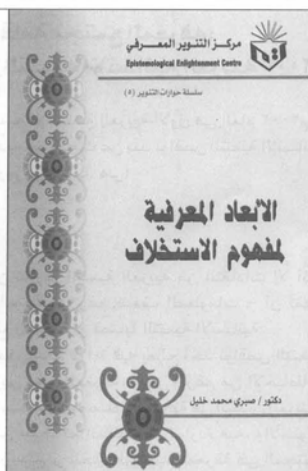 مركز التنوير المعرفي
Epistemological Enlightenment Centre
سلسلة حوارات التنوير (٥)
الأبعاد المعرفية
لمفهوم الاستخلاف
دكتور / صبري محمد خليل